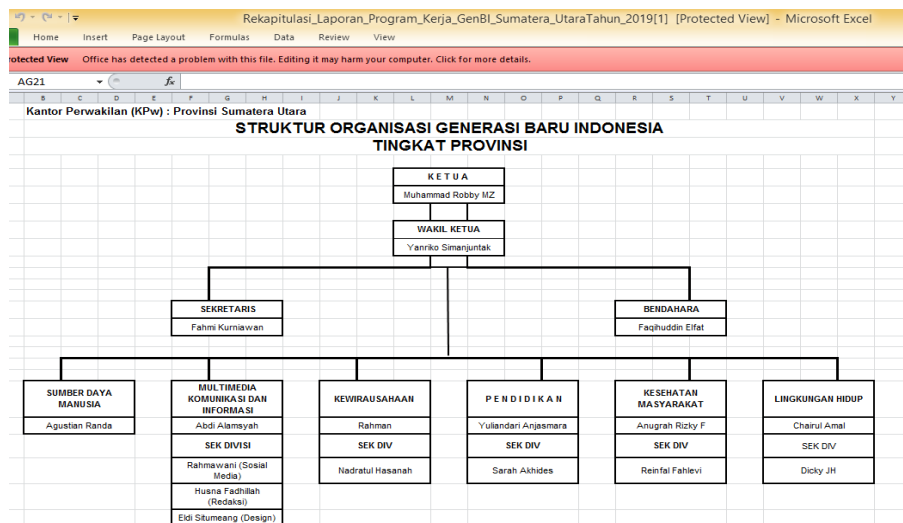 Rekapitulasi_Laporan_Program_Kerja_GenBI_Sumatera_UtaraTahun_2019[1] [Protected View] - Microsoft Excel
Home Insert Page Layout Formulas Data Review View
rotected View Office has detected a problem with this file. Editing it may harm your computer. Click for more details.
AG21 fx
B C D E F G H I J K L M N O P Q R S T U V W X Y
Kantor Perwakilan (KPw) : Provinsi Sumatera Utara
STRUKTUR ORGANISASI GENERASI BARU INDONESIA
TINGKAT PROVINSI
K E T U A
Muhammad Robby MZ
WAKIL KETUA
Yanriko Simanjuntak
SEKRETARIS
Fahmi Kurniawan
BENDAHARA
Faqihuddin Elfat
SUMBER DAYA
MANUSIA
Agustian Randa
MULTIMEDIA
KOMUNIKASI DAN
INFORMASI
Abdi Alamsyah
SEK DIVISI
Rahmawani (Sosial
Media)
Husna Fadhillah
(Redaksi)
Eldi Situmeang (Design)
KEWIRAUSAHAAN
Rahman
SEK DIV
Nadratul Hasanah
P E N D I D I K A N
Yuliandari Anjasmara
SEK DIV
Sarah Akhides
KESEHATAN
MASYARAKAT
Anugrah Rizky F
SEK DIV
Reinfal Fahlevi
LINGKUNGAN HIDUP
Chairul Amal
SEK DIV
Dicky JH